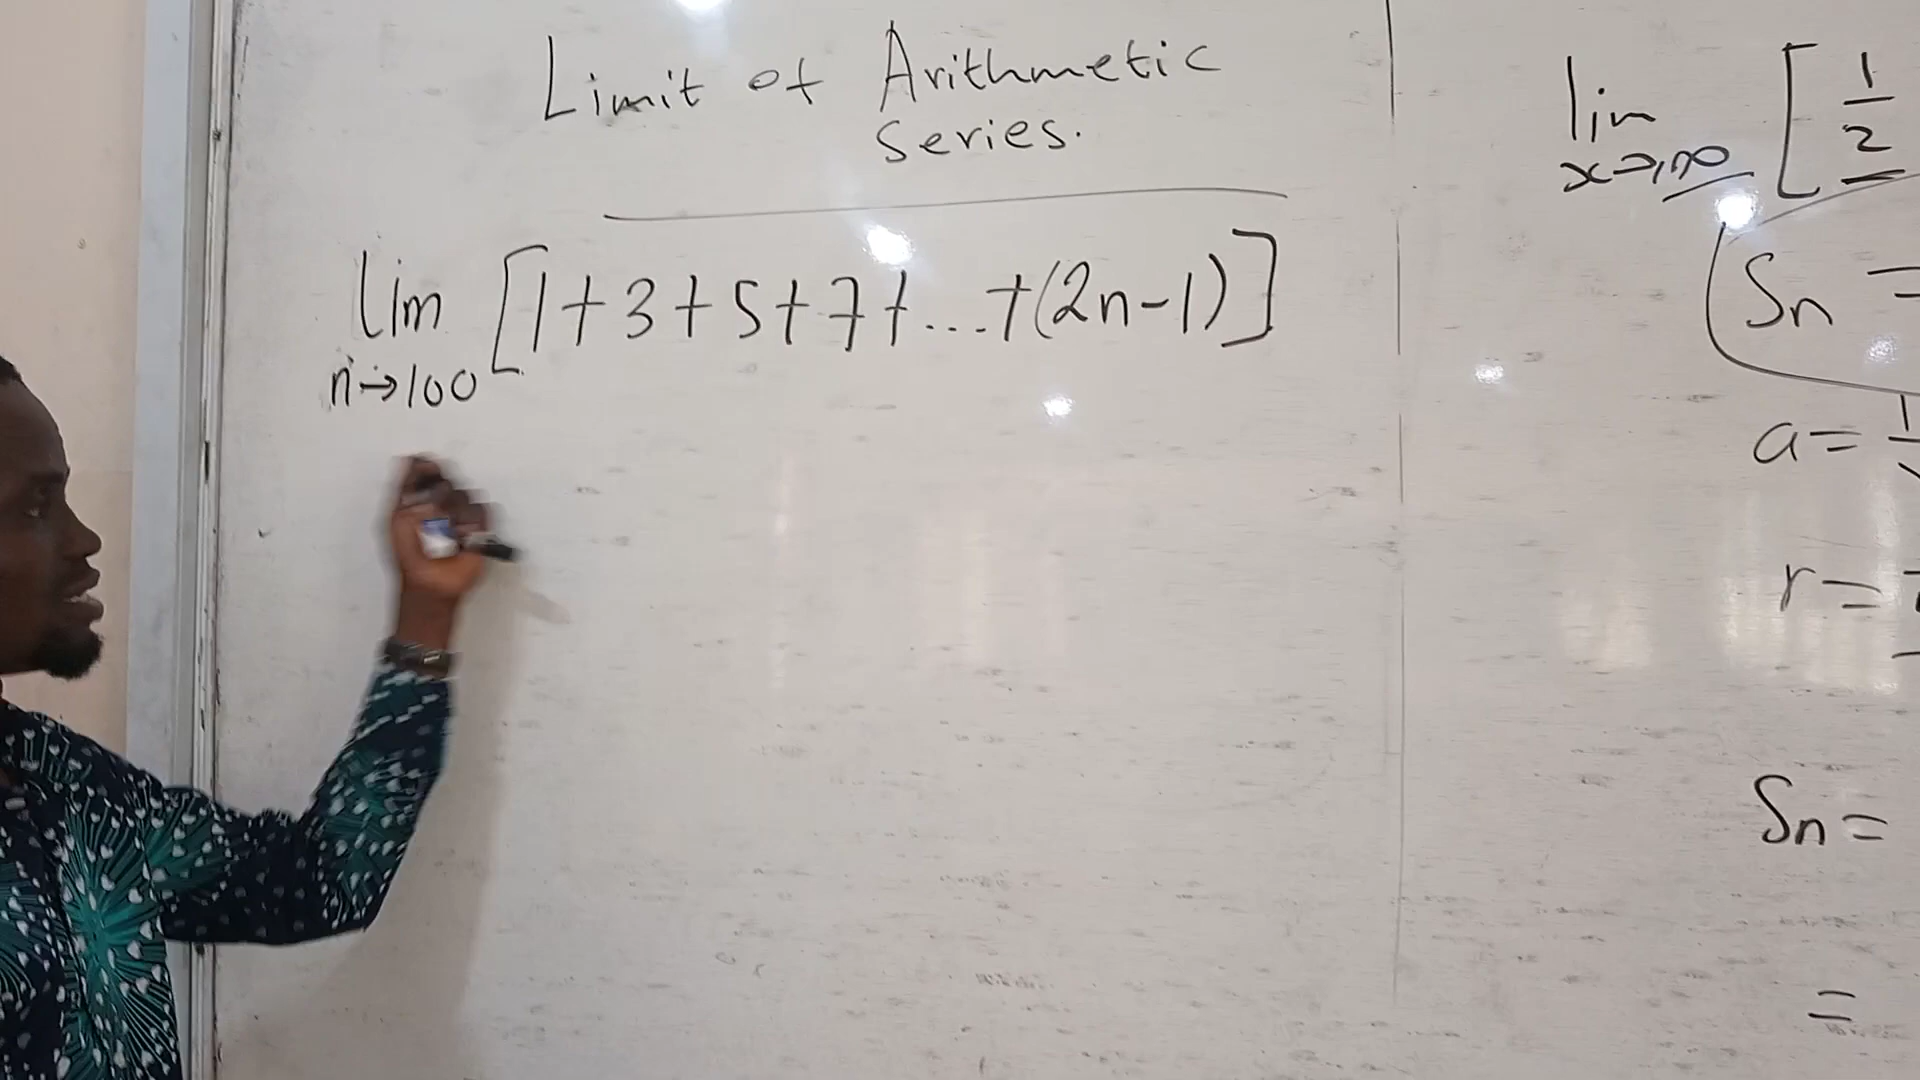 Limit of Arithmetic
Series.
lim [1+3+5+7+...+(2n-1)]
n→100
lim [1/2
x→∞
Sn =
a=
r=
Sn=
=